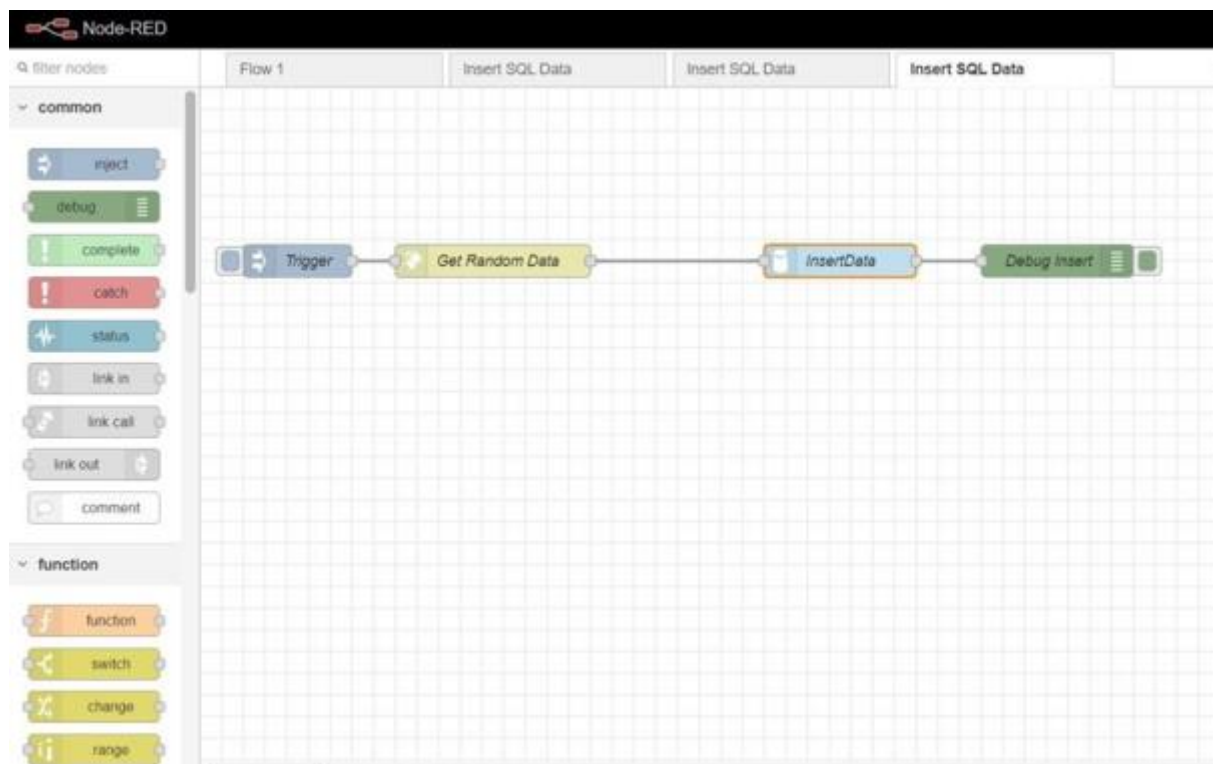 Node-RED
filter nodes
Flow 1
Insert SQL Data
Insert SQL Data
Insert SQL Data
common
inject
debug
complete
catch
status
link in
link call
link out
comment
function
function
switch
change
range
Trigger
Get Random Data
InsertData
Debug Insert